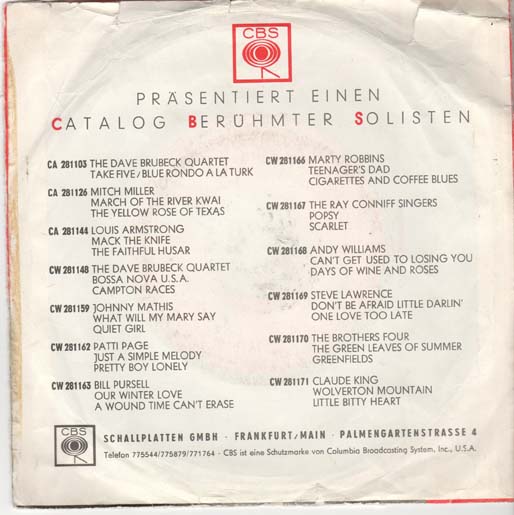 CBS
PRÄSENTIERT EINEN
CATALOG BERÜHMTER SOLISTEN
CA 281103 THE DAVE BRUBECK QUARTET
TAKE FIVE/BLUE RONDO A LA TURK
CA 281126 MITCH MILLER
MARCH OF THE RIVER KWAI
THE YELLOW ROSE OF TEXAS
CA 281144 LOUIS ARMSTRONG
MACK THE KNIFE
THE FAITHFUL HUSAR
CW 281148 THE DAVE BRUBECK QUARTET
BOSSA NOVA U.S.A.
CAMPTON RACES
CW 281159 JOHNNY MATHIS
WHAT WILL MY MARY SAY
QUIET GIRL
CW 281162 PATTI PAGE
JUST A SIMPLE MELODY
PRETTY BOY LONELY
CW 281163 BILL PURSELL
OUR WINTER LOVE
A WOUND TIME CAN'T ERASE
CW 281166 MARTY ROBBINS
TEENAGER'S DAD
CIGARETTES AND COFFEE BLUES
CW 281167 THE RAY CONNIFF SINGERS
POPSY
SCARLET
CW 281168 ANDY WILLIAMS
CAN'T GET USED TO LOSING YOU
DAYS OF WINE AND ROSES
CW 281169 STEVE LAWRENCE
DON'T BE AFRAID LITTLE DARLIN'
ONE LOVE TOO LATE
CW 281170 THE BROTHERS FOUR
THE GREEN LEAVES OF SUMMER
GREENFIELDS
CW 281171 CLAUDE KING
WOLVERTON MOUNTAIN
LITTLE BITTY HEART
CBS
SCHALLPLATTEN GMBH · FRANKFURT/MAIN · PALMENGARTENSTRASSE 4
Telefon 775544/775879/771764 · CBS ist eine Schutzmarke von Columbia Broadcasting System, Inc., U.S.A.